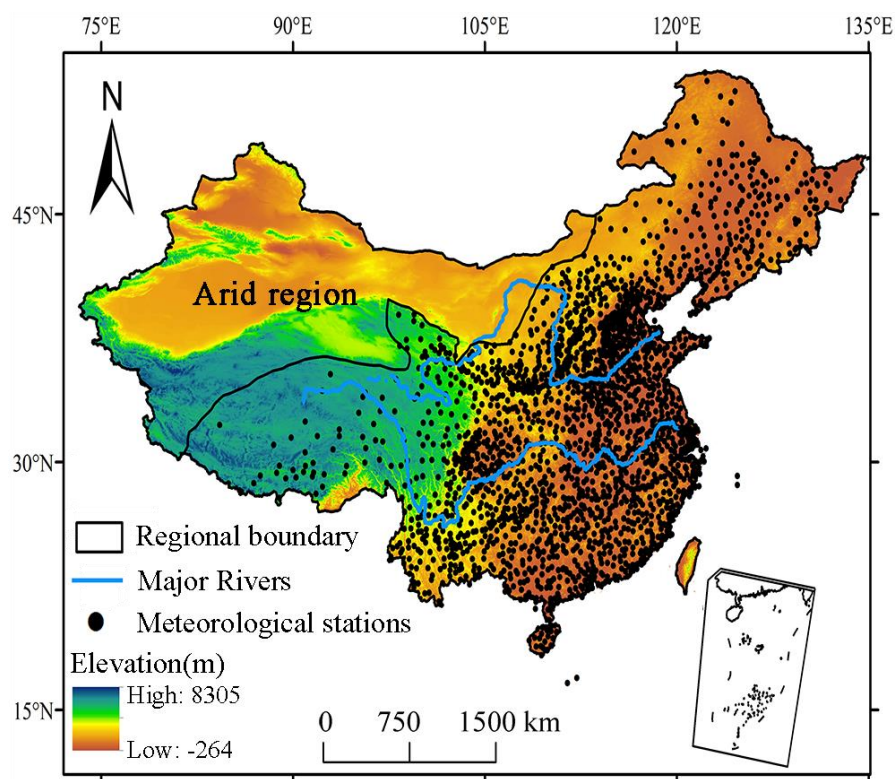 75°E 90°E 105°E 120°E 135°E
N
45°N
Arid region
30°N
Regional boundary
Major Rivers
Meteorological stations
Elevation(m)
High: 8305
15°N
Low: -264
0 750 1500 km